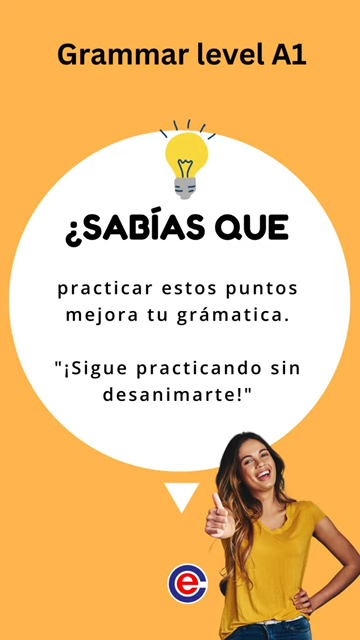 Grammar level A1
¿SABÍAS QUE
practicar estos puntos
mejora tu grámatica.
"¡Sigue practicando sin
desanimarte!"
e